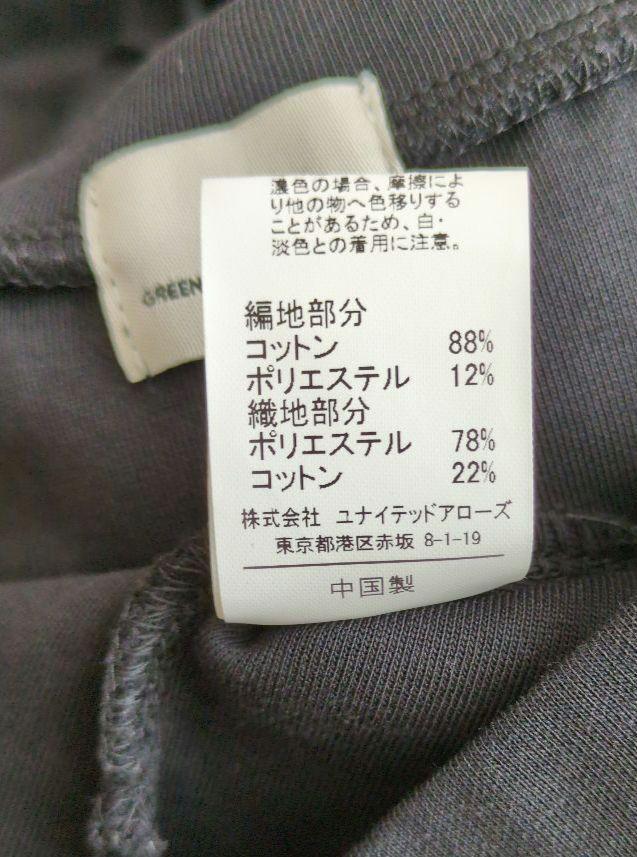 濃色の場合、摩擦によ
り他の物へ色移りする
ことがあるため、白・
淡色との着用に注意。
編地部分
コットン 88%
ポリエステル 12%
織地部分
ポリエステル 78%
コットン 22%
株式会社 ユナイテッドアローズ
東京都港区赤坂 8-1-19
中国製
GREEN